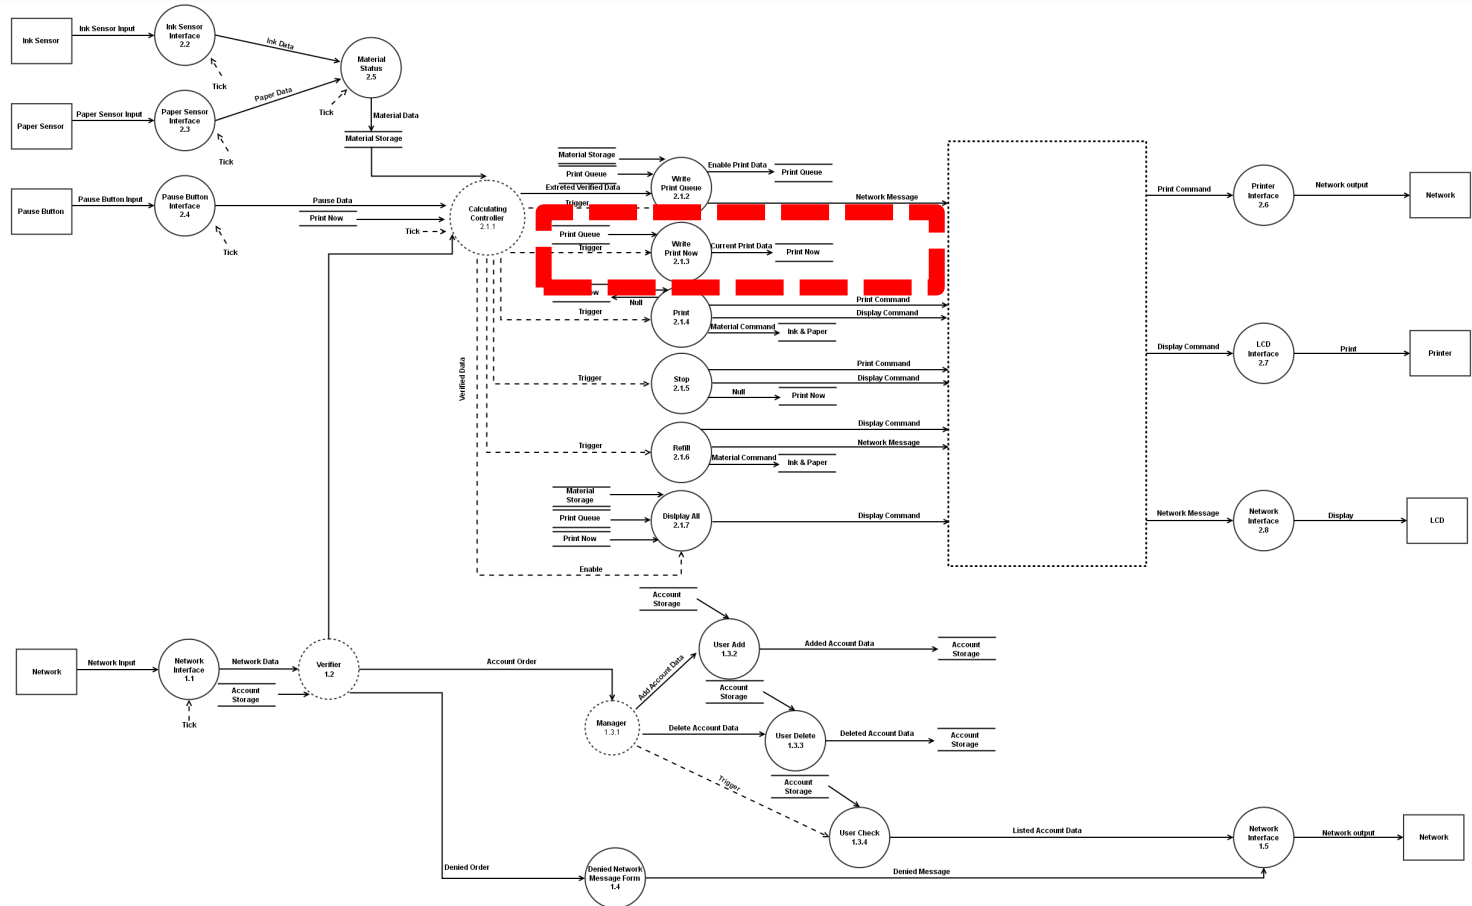 Ink Sensor
Ink Sensor Input
Ink Sensor
Interface
2.2
Ink Data
Tick
Material
Status
2.5
Paper Sensor
Paper Sensor Input
Paper Sensor
Interface
2.3
Paper Data
Tick
Tick
Material Data
Material Storage
Pause Button
Pause Button Input
Pause Button
Interface
2.4
Pause Data
Print Now
Tick
Tick
Calculating
Controller
2.1.1
Material Storage
Print Queue
Extreted Verified Data
Trigger
Write
Print Queue
2.1.2
Enable Print Data
Print Queue
Network Message
Print Queue
Trigger
Write
Print Now
2.1.3
Current Print Data
Print Now
Null
Trigger
Print
2.1.4
Print Command
Display Command
Material Command
Ink & Paper
Verified Data
Trigger
Stop
2.1.5
Print Command
Display Command
Null
Print Now
Trigger
Refill
2.1.6
Display Command
Network Message
Material Command
Ink & Paper
Material
Storage
Print Queue
Print Now
Dislplay All
2.1.7
Display Command
Enable
Print Command
Printer
Interface
2.6
Network output
Network
Display Command
LCD
Interface
2.7
Print
Printer
Network Message
Network
Interface
2.8
Display
LCD
Network
Network Input
Network
Interface
1.1
Tick
Network Data
Account
Storage
Verifier
1.2
Account Order
Manager
1.3.1
Add Account Data
Account
Storage
User Add
1.3.2
Added Account Data
Account
Storage
Delete Account Data
Account
Storage
User Delete
1.3.3
Deleted Account Data
Account
Storage
Trigger
Account
Storage
User Check
1.3.4
Listed Account Data
Network
Interface
1.5
Network output
Network
Denied Order
Denied Network
Message Form
1.4
Denied Message